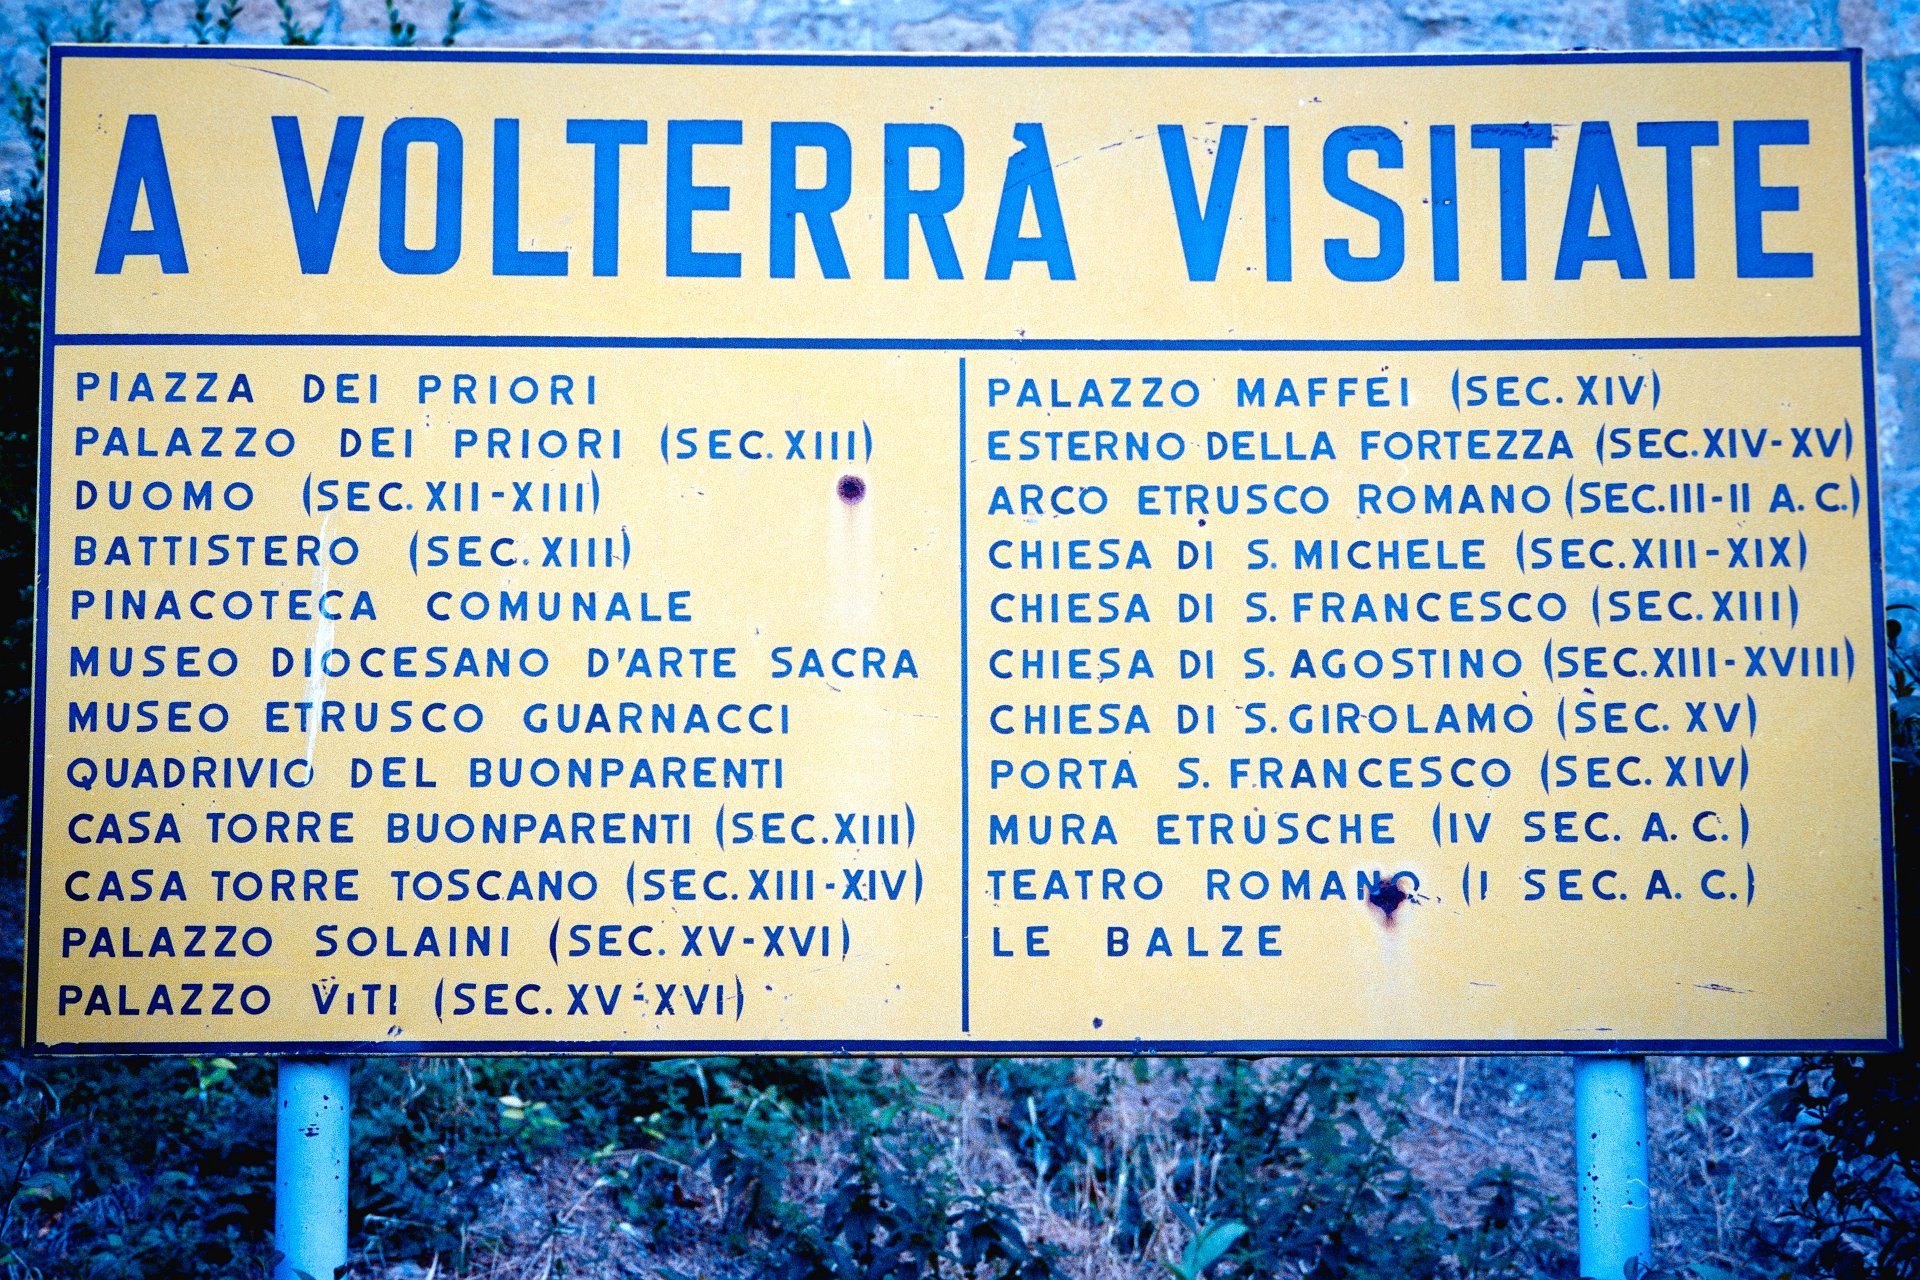 A VOLTERRA VISITATE
PIAZZA DEI PRIORI
PALAZZO DEI PRIORI (SEC. XIII)
DUOMO (SEC. XII-XIII)
BATTISTERO (SEC. XIII)
PINACOTECA COMUNALE
MUSEO DIOCESANO D'ARTE SACRA
MUSEO ETRUSCO GUARNACCI
QUADRIVIO DEL BUONPARENTI
CASA TORRE BUONPARENTI (SEC.XIII)
CASA TORRE TOSCANO (SEC.XIII-XIV)
PALAZZO SOLAINI (SEC. XV-XVI)
PALAZZO VITI (SEC. XV-XVI)
PALAZZO MAFFEI (SEC. XIV)
ESTERNO DELLA FORTEZZA (SEC.XIV-XV)
ARCO ETRUSCO ROMANO (SEC.III-II A. C.)
CHIESA DI S. MICHELE (SEC.XIII-XIX)
CHIESA DI S. FRANCESCO (SEC. XIII)
CHIESA DI S. AGOSTINO (SEC.XIII-XVIII)
CHIESA DI S. GIROLAMO (SEC. XV)
PORTA S. FRANCESCO (SEC. XIV)
MURA ETRUSCHE (IV SEC. A. C.)
TEATRO ROMANO (I SEC. A. C.)
LE BALZE